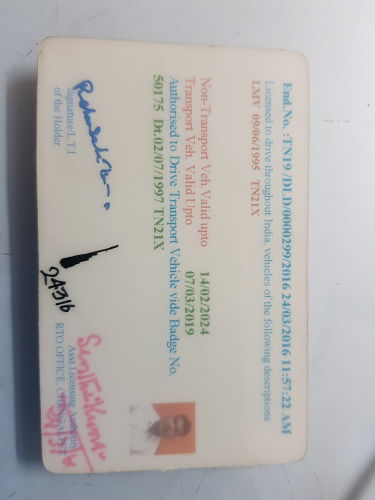 End.No. :TN19 /DLD/0000299/2016 24/03/2016 11:57:22 AM
Licensed to drive throughout India, vehicles of the following descriptions
LMV 09/06/1995 TN21X
Non-Transport Veh.Valid upto 14/02/2024
Transport Veh. Valid Upto 07/03/2019
Authorised to Drive Transport Vehicle vide Badge No.
50175 Dt.02/07/1997 TN21X
Signature/L.T.I
of the Holder
24316
Asst Licensing Authority
RTO OFFICE, CHENGALPET